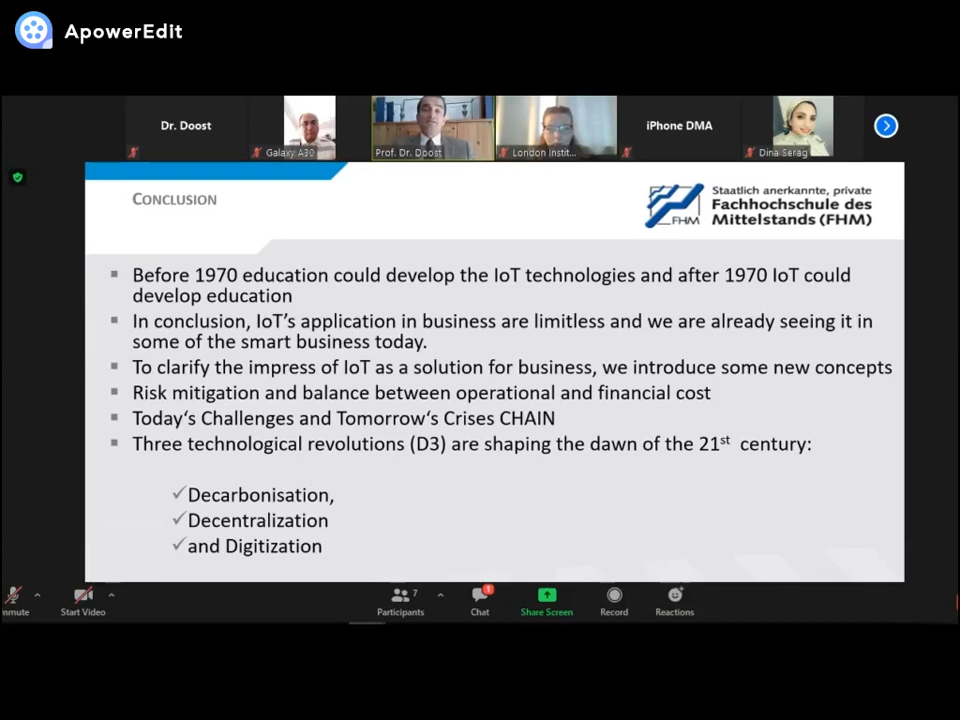 ApowerEdit
Dr. Doost
iPhone DMA
Galaxy A30
Prof. Dr. Doost
London Instit...
Dina Serag
CONCLUSION
Staatlich anerkannte, private
Fachhochschule des
Mittelstands (FHM)
FHM
Before 1970 education could develop the IoT technologies and after 1970 IoT could
develop education
In conclusion, IoT's application in business are limitless and we are already seeing it in
some of the smart business today.
To clarify the impress of IoT as a solution for business, we introduce some new concepts
Risk mitigation and balance between operational and financial cost
Today‘s Challenges and Tomorrow‘s Crises CHAIN
Three technological revolutions (D3) are shaping the dawn of the 21st century:
Decarbonisation,
Decentralization
and Digitization
7
1
nmute
Start Video
Participants
Chat
Share Screen
Record
Reactions